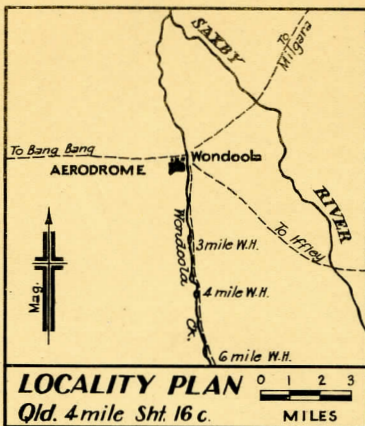 SAXBY
RIVER
To
Milgara
To Bang Bang
Wondoola
AERODROME
Wondoola
Ck.
To Iffley
3 mile W.H.
4 mile W.H.
6 mile W.H.
Mag.
LOCALITY PLAN
Qld. 4 mile Sht. 16 c.
0 1 2 3
MILES